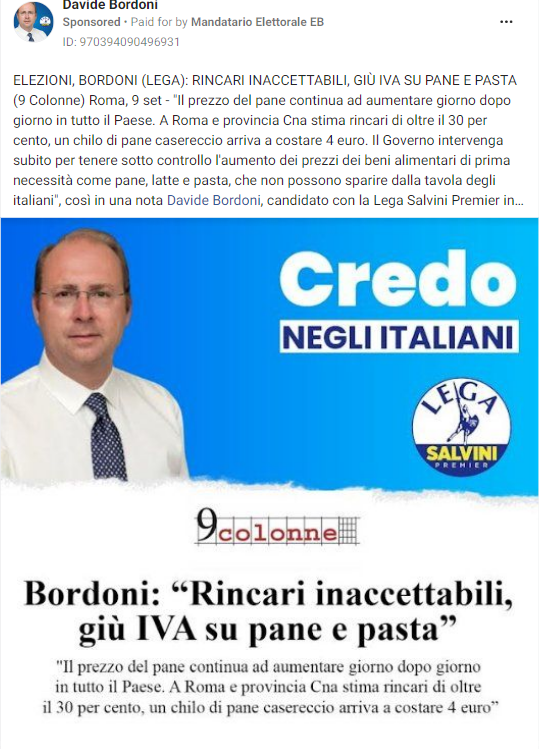 Davide Bordoni
Sponsored • Paid for by Mandatario Elettorale EB
ID: 970394090496931
ELEZIONI, BORDONI (LEGA): RINCARI INACCETTABILI, GIÙ IVA SU PANE E PASTA
(9 Colonne) Roma, 9 set - "Il prezzo del pane continua ad aumentare giorno dopo
giorno in tutto il Paese. A Roma e provincia Cna stima rincari di oltre il 30 per
cento, un chilo di pane casereccio arriva a costare 4 euro. Il Governo intervenga
subito per tenere sotto controllo l'aumento dei prezzi dei beni alimentari di prima
necessità come pane, latte e pasta, che non possono sparire dalla tavola degli
italiani", così in una nota Davide Bordoni, candidato con la Lega Salvini Premier in...
Credo
NEGLI ITALIANI
LEGA
SALVINI
PREMIER
9colonne
Bordoni: “Rincari inaccettabili,
giù IVA su pane e pasta”
"Il prezzo del pane continua ad aumentare giorno dopo giorno
in tutto il Paese. A Roma e provincia Cna stima rincari di oltre
il 30 per cento, un chilo di pane casereccio arriva a costare 4 euro”